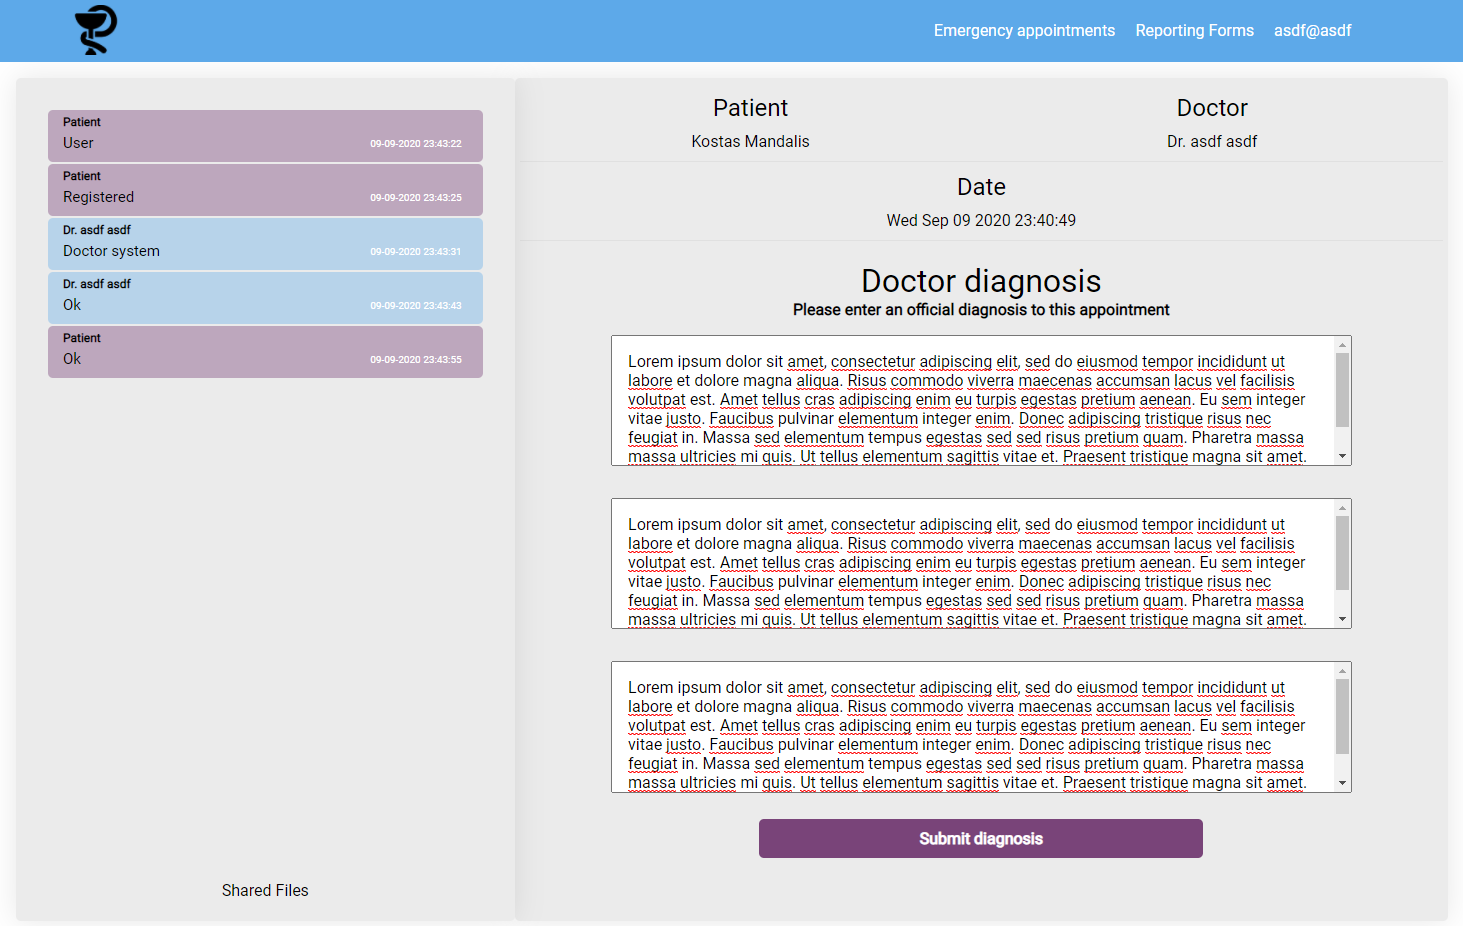 Emergency appointments Reporting Forms asdf@asdf
Patient
User 09-09-2020 23:43:22
Patient
Registered 09-09-2020 23:43:25
Dr. asdf asdf
Doctor system 09-09-2020 23:43:31
Dr. asdf asdf
Ok 09-09-2020 23:43:43
Patient
Ok 09-09-2020 23:43:55
Shared Files
Patient Doctor
Kostas Mandalis Dr. asdf asdf
Date
Wed Sep 09 2020 23:40:49
Doctor diagnosis
Please enter an official diagnosis to this appointment
Lorem ipsum dolor sit amet, consectetur adipiscing elit, sed do eiusmod tempor incididunt ut
labore et dolore magna aliqua. Risus commodo viverra maecenas accumsan lacus vel facilisis
volutpat est. Amet tellus cras adipiscing enim eu turpis egestas pretium aenean. Eu sem integer
vitae justo. Faucibus pulvinar elementum integer enim. Donec adipiscing tristique risus nec
feugiat in. Massa sed elementum tempus egestas sed sed risus pretium quam. Pharetra massa
massa ultricies mi quis. Ut tellus elementum sagittis vitae et. Praesent tristique magna sit amet.
Lorem ipsum dolor sit amet, consectetur adipiscing elit, sed do eiusmod tempor incididunt ut
labore et dolore magna aliqua. Risus commodo viverra maecenas accumsan lacus vel facilisis
volutpat est. Amet tellus cras adipiscing enim eu turpis egestas pretium aenean. Eu sem integer
vitae justo. Faucibus pulvinar elementum integer enim. Donec adipiscing tristique risus nec
feugiat in. Massa sed elementum tempus egestas sed sed risus pretium quam. Pharetra massa
massa ultricies mi quis. Ut tellus elementum sagittis vitae et. Praesent tristique magna sit amet.
Lorem ipsum dolor sit amet, consectetur adipiscing elit, sed do eiusmod tempor incididunt ut
labore et dolore magna aliqua. Risus commodo viverra maecenas accumsan lacus vel facilisis
volutpat est. Amet tellus cras adipiscing enim eu turpis egestas pretium aenean. Eu sem integer
vitae justo. Faucibus pulvinar elementum integer enim. Donec adipiscing tristique risus nec
feugiat in. Massa sed elementum tempus egestas sed sed risus pretium quam. Pharetra massa
massa ultricies mi quis. Ut tellus elementum sagittis vitae et. Praesent tristique magna sit amet.
Submit diagnosis